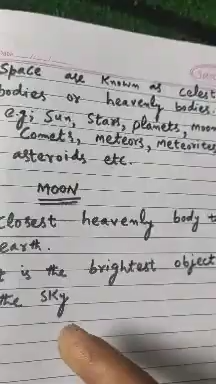 Space are known as celest
bodies or heavenly bodies.
e.g; Sun, Stars, planets, moon
Comets, meteors, meteorites
asteroids etc.
MOON
Closest heavenly body t
earth.
t is the brightest object
the Sky